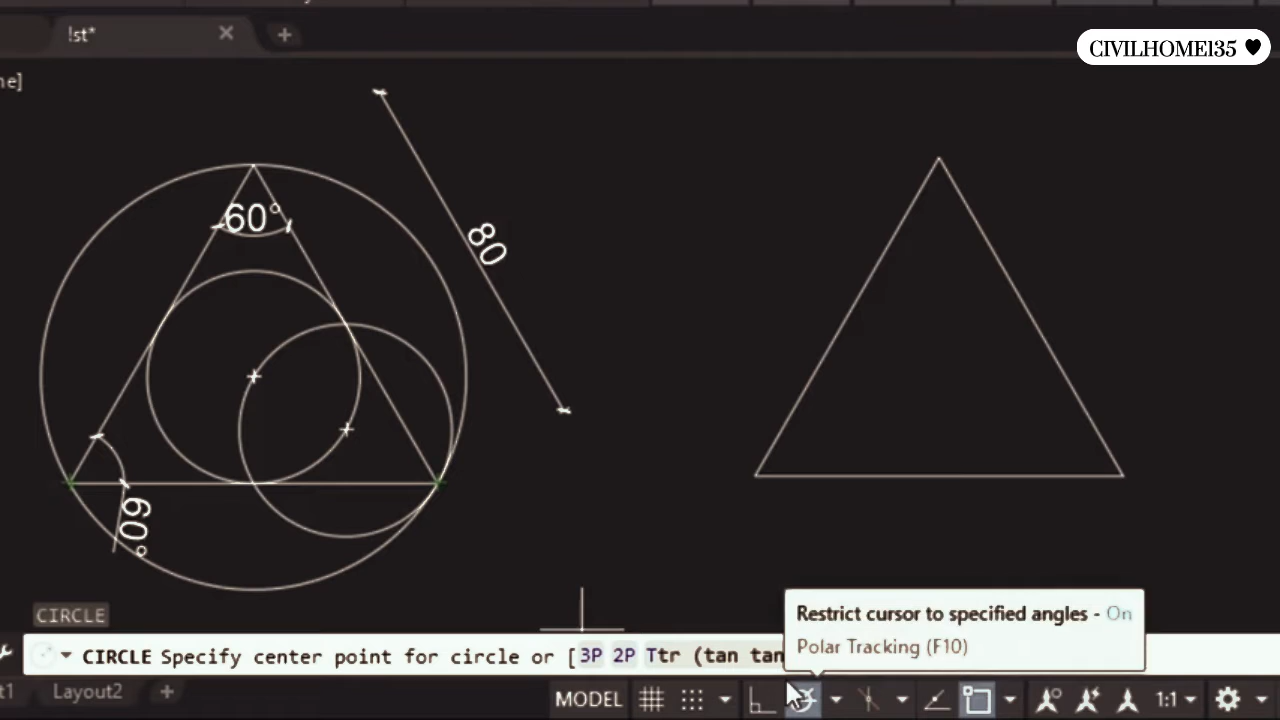 !st*
CIVILHOME135 ♥
ne]
60°
80
60°
CIRCLE
Restrict cursor to specified angles - On
Polar Tracking (F10)
CIRCLE Specify center point for circle or [3P 2P Ttr (tan tan
t1 Layout2 +
MODEL 1:1